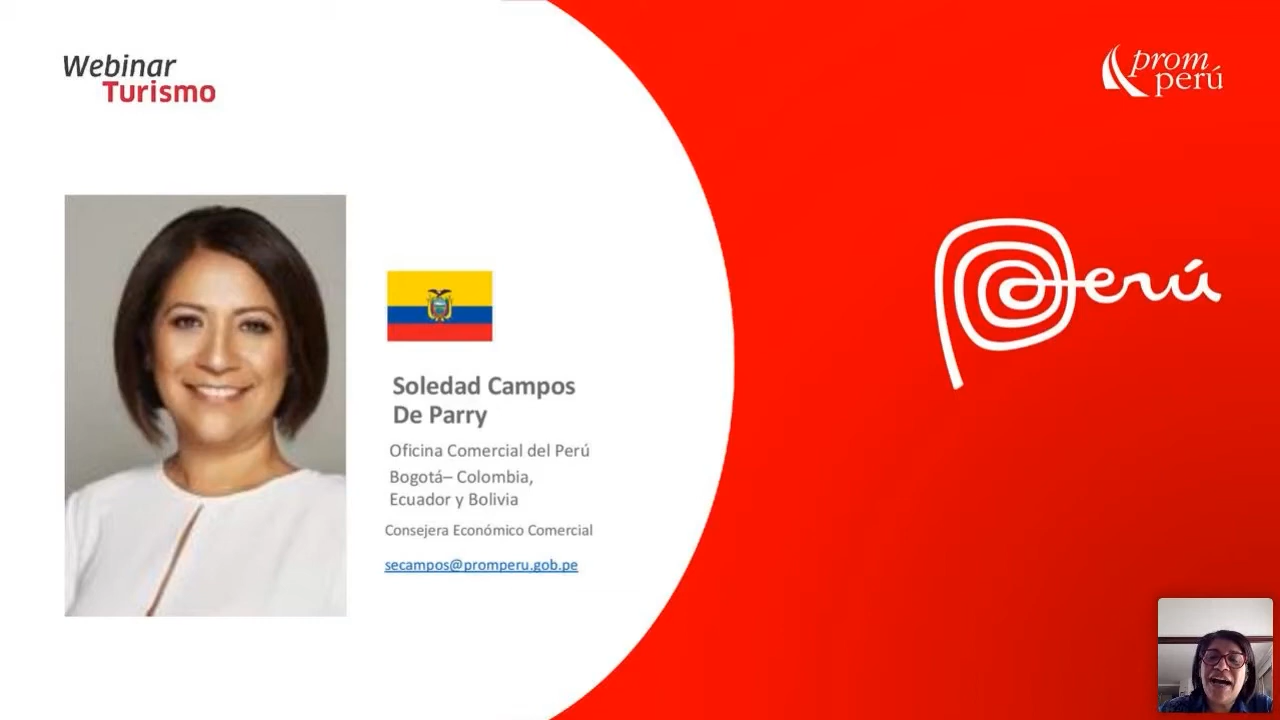 Webinar
Turismo
prom
perú
Perú
Soledad Campos
De Parry
Oficina Comercial del Perú
Bogotá– Colombia,
Ecuador y Bolivia
Consejera Económico Comercial
secampos@promperu.gob.pe